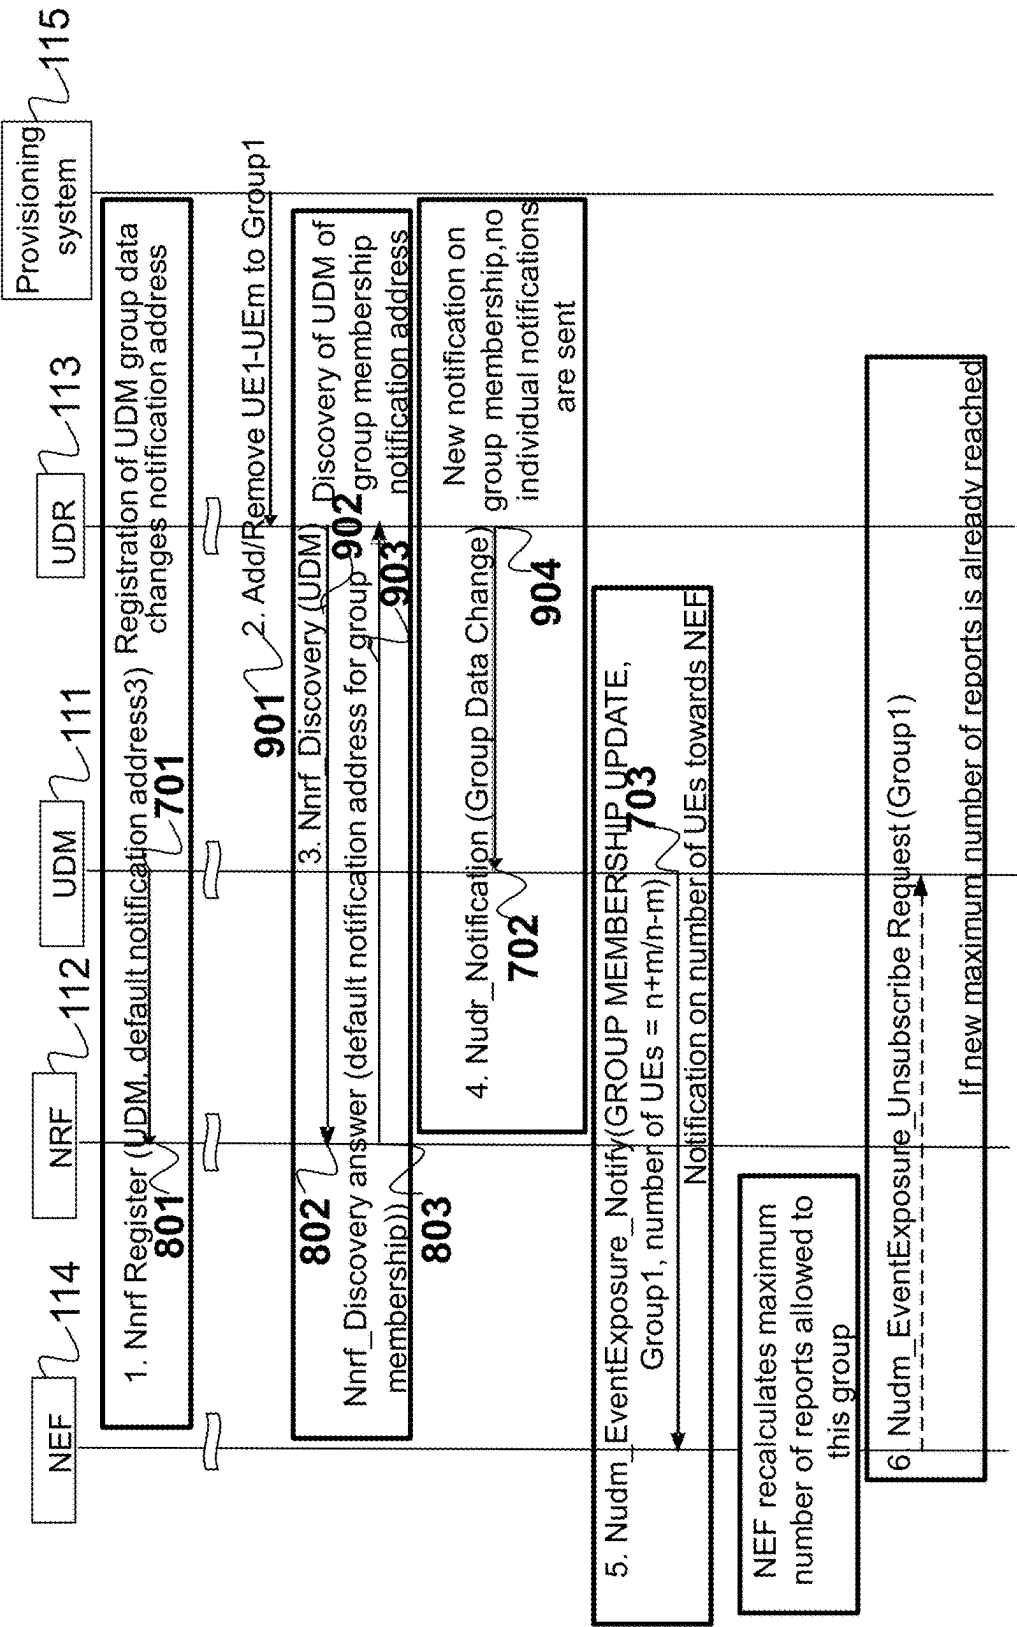 NEF
114
NRF
112
UDM
111
UDR
113
Provisioning
system
115
1. Nnrf Register (UDM, default notification address3)
Registration of UDM group data
changes notification address
801
701
901
2. Add/Remove UE1-UEm to Group1
3. Nnrf_Discovery (UDM)
Discovery of UDM of
group membership
notification address
802
902
Nnrf_Discovery answer (default notification address for group
membership))
803
903
4. Nudr_Notification (Group Data Change)
New notification on
group membership,no
individual notifications
are sent
702
904
5. Nudm_EventExposure_Notify(GROUP MEMBERSHIP UPDATE,
Group1, number of UEs = n+m/n-m)
703
Notification on number of UEs towards NEF
NEF recalculates maximum
number of reports allowed to
this group
6. Nudm_EventExposure_Unsubscribe Request (Group1)
If new maximum number of reports is already reached